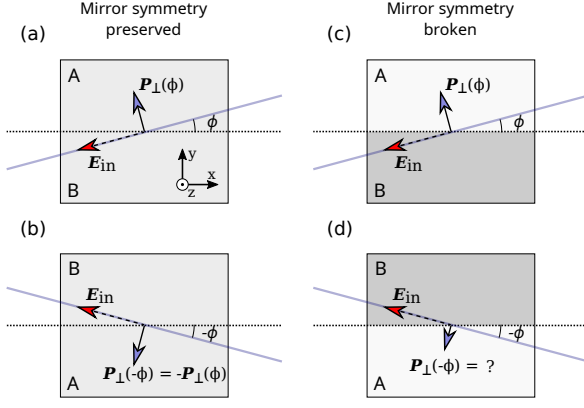 Mirror symmetry
preserved
Mirror symmetry
broken
(a)
A
P⊥(ϕ)
ϕ
Ein
y
x
z
B
(c)
A
P⊥(ϕ)
ϕ
Ein
B
(b)
B
Ein
-ϕ
P⊥(-ϕ) = -P⊥(ϕ)
A
(d)
B
Ein
-ϕ
P⊥(-ϕ) = ?
A